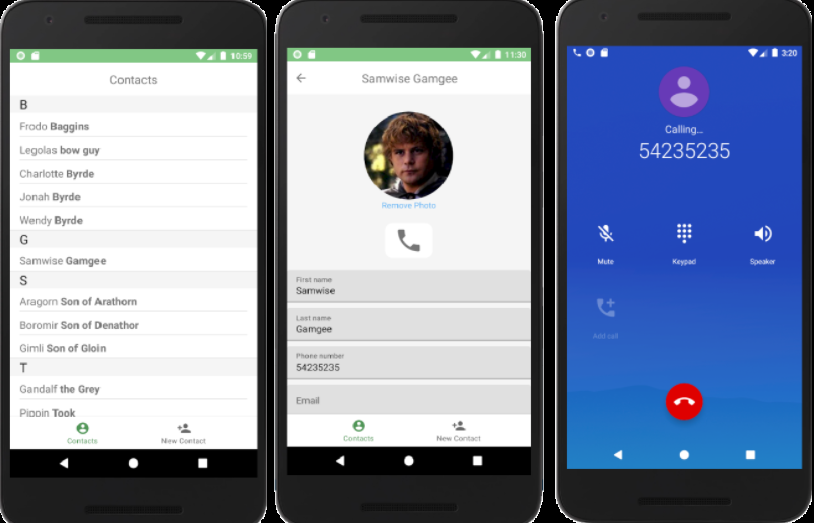 10:59
Contacts
B
Frodo Baggins
Legolas bow guy
Charlotte Byrde
Jonah Byrde
Wendy Byrde
G
Samwise Gamgee
S
Aragorn Son of Arathorn
Boromir Son of Denathor
Gimli Son of Gloin
T
Gandalf the Grey
Pippin Took
Contacts
New Contact
11:30
Samwise Gamgee
Remove Photo
First name
Samwise
Last name
Gamgee
Phone number
54235235
Email
Contacts
New Contact
3:20
Calling...
54235235
Mute
Keypad
Speaker
Add call